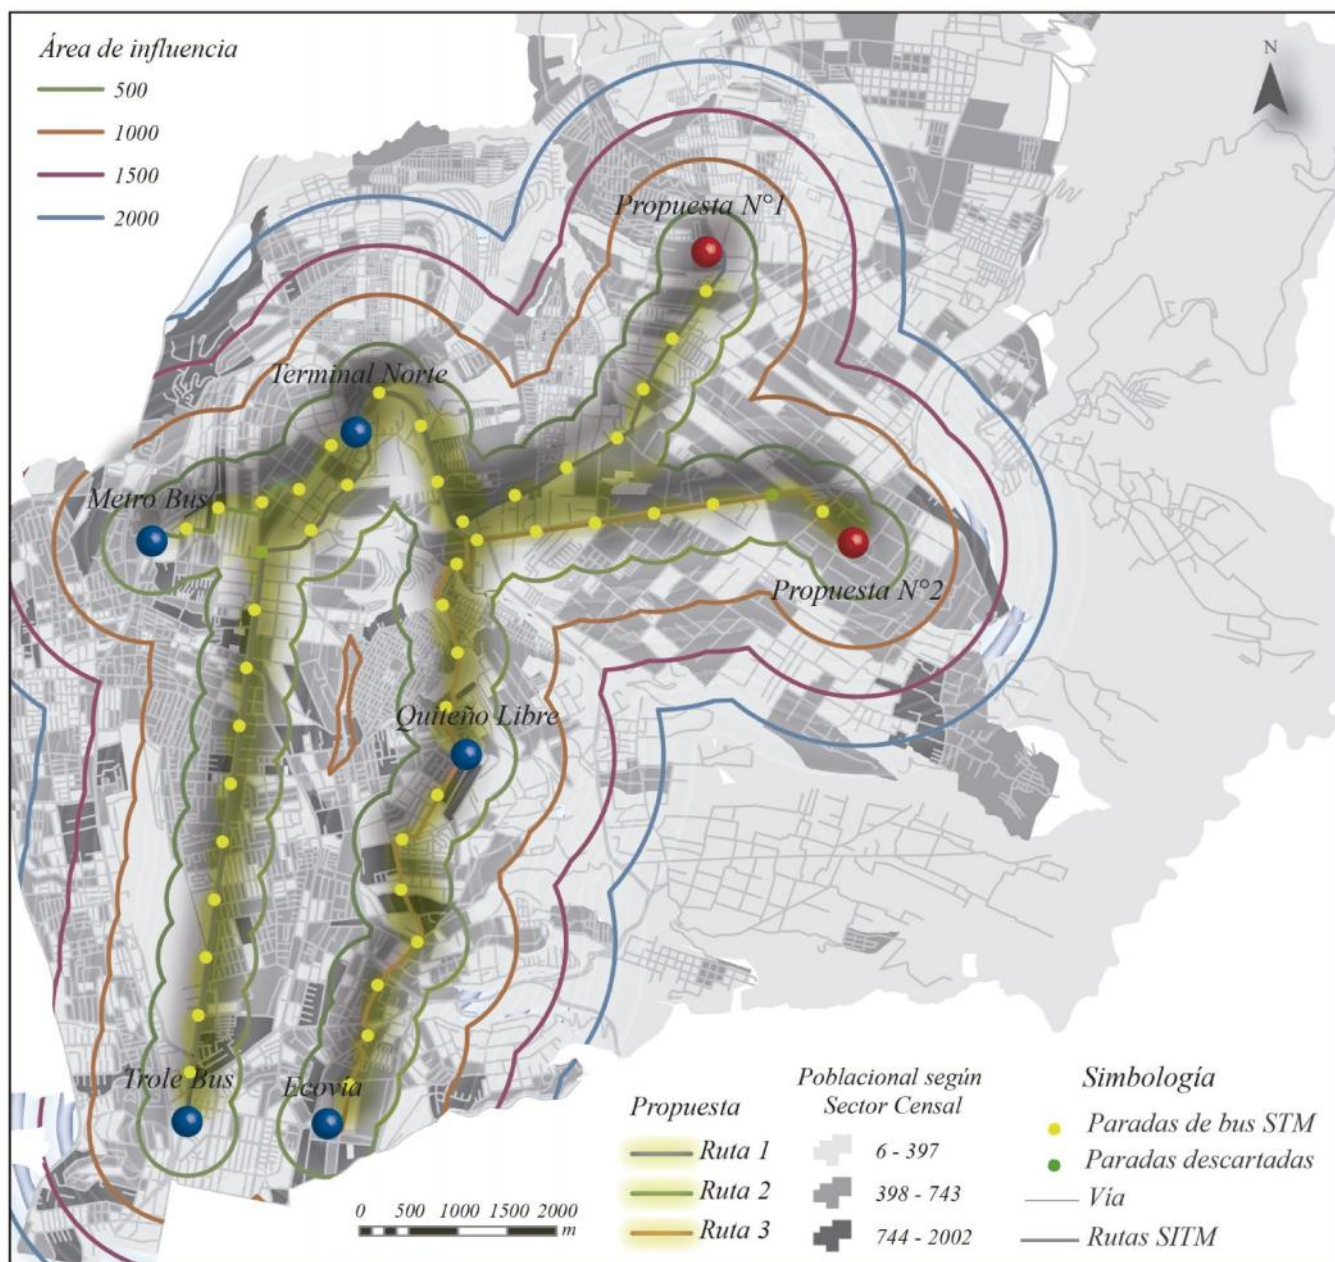 Área de influencia
500
1000
1500
2000
N
Propuesta N°1
Terminal Norte
Metro Bus
Propuesta N°2
Quiteño Libre
Trole Bus
Ecovía
0 500 1000 1500 2000
m
Propuesta
Ruta 1
Ruta 2
Ruta 3
Poblacional según
Sector Censal
6 - 397
398 - 743
744 - 2002
Simbología
Paradas de bus STM
Paradas descartadas
Vía
Rutas SITM